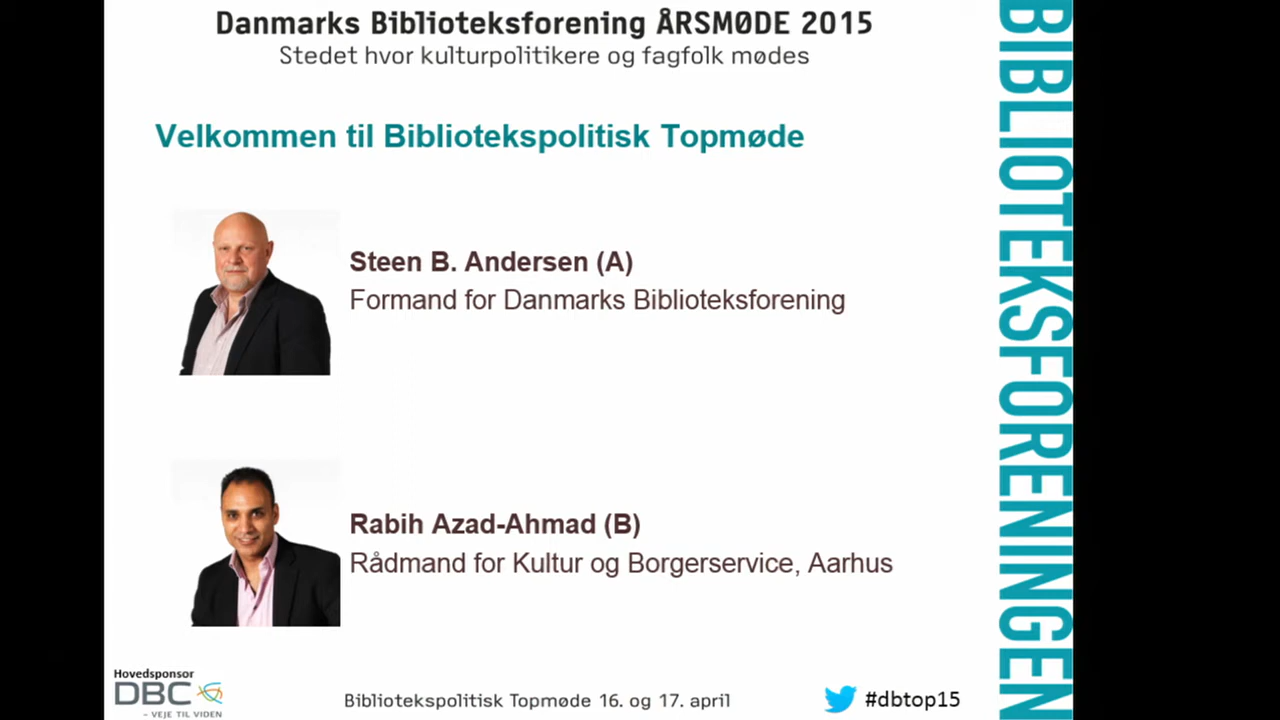 Danmarks Biblioteksforening ÅRSMØDE 2015
Stedet hvor kulturpolitikere og fagfolk mødes
Velkommen til Bibliotekspolitisk Topmøde
Steen B. Andersen (A)
Formand for Danmarks Biblioteksforening
Rabih Azad-Ahmad (B)
Rådmand for Kultur og Borgerservice, Aarhus
Hovedsponsor
DBC
– VEJE TIL VIDEN
Bibliotekspolitisk Topmøde 16. og 17. april
#dbtop15
BIBLIOTEKSFORENINGEN